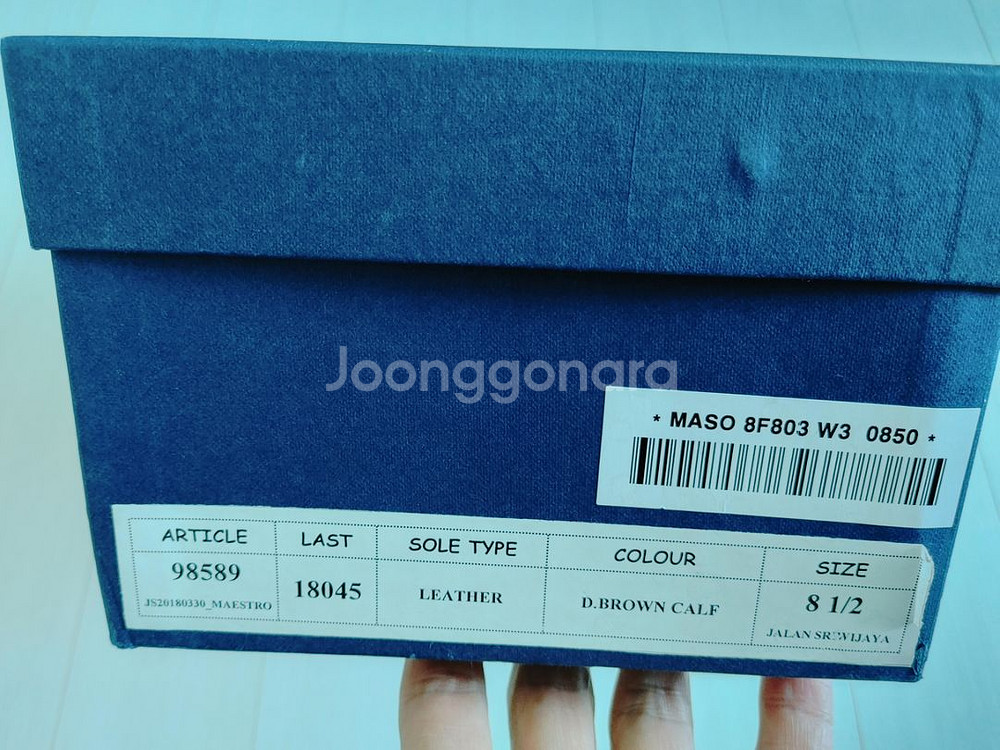 Joonggonara
* MASO 8F803 W3 0850 *
ARTICLE LAST SOLE TYPE COLOUR SIZE
98589 18045 LEATHER D.BROWN CALF 8 1/2
JS20180330_MAESTRO JALAN SRIWIJAYA